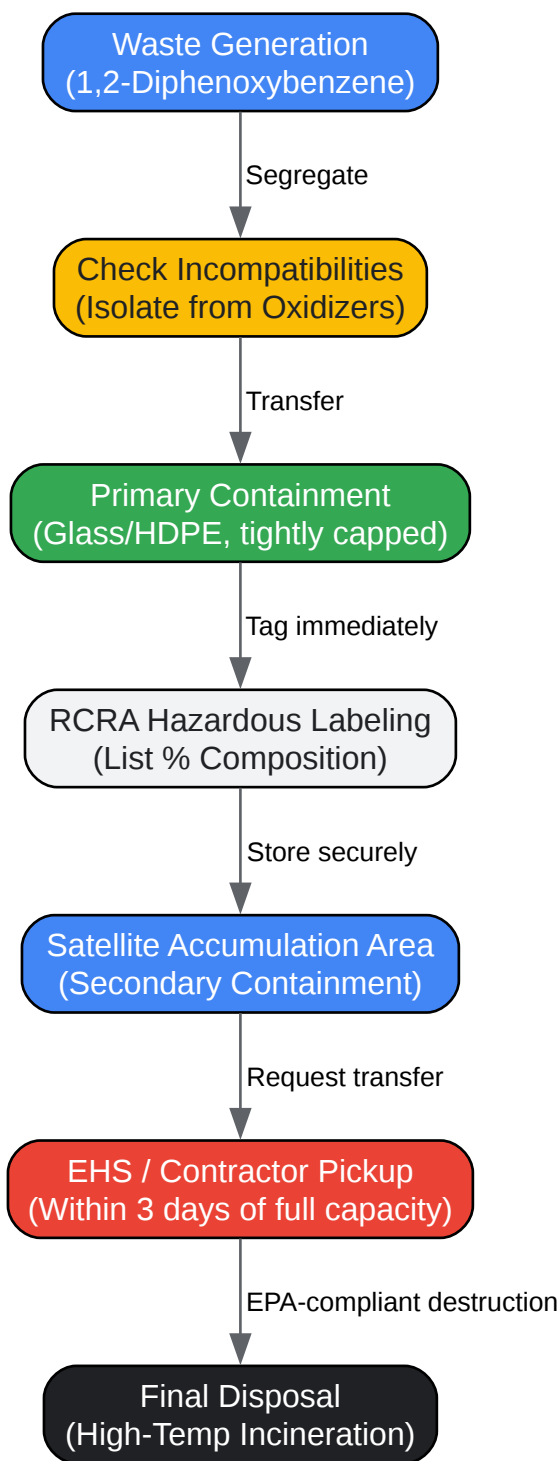 Waste Generation
(1,2-Diphenoxybenzene)
Segregate
Check Incompatibilities
(Isolate from Oxidizers)
Transfer
Primary Containment
(Glass/HDPE, tightly capped)
Tag immediately
RCRA Hazardous Labeling
(List % Composition)
Store securely
Satellite Accumulation Area
(Secondary Containment)
Request transfer
EHS / Contractor Pickup
(Within 3 days of full capacity)
EPA-compliant destruction
Final Disposal
(High-Temp Incineration)